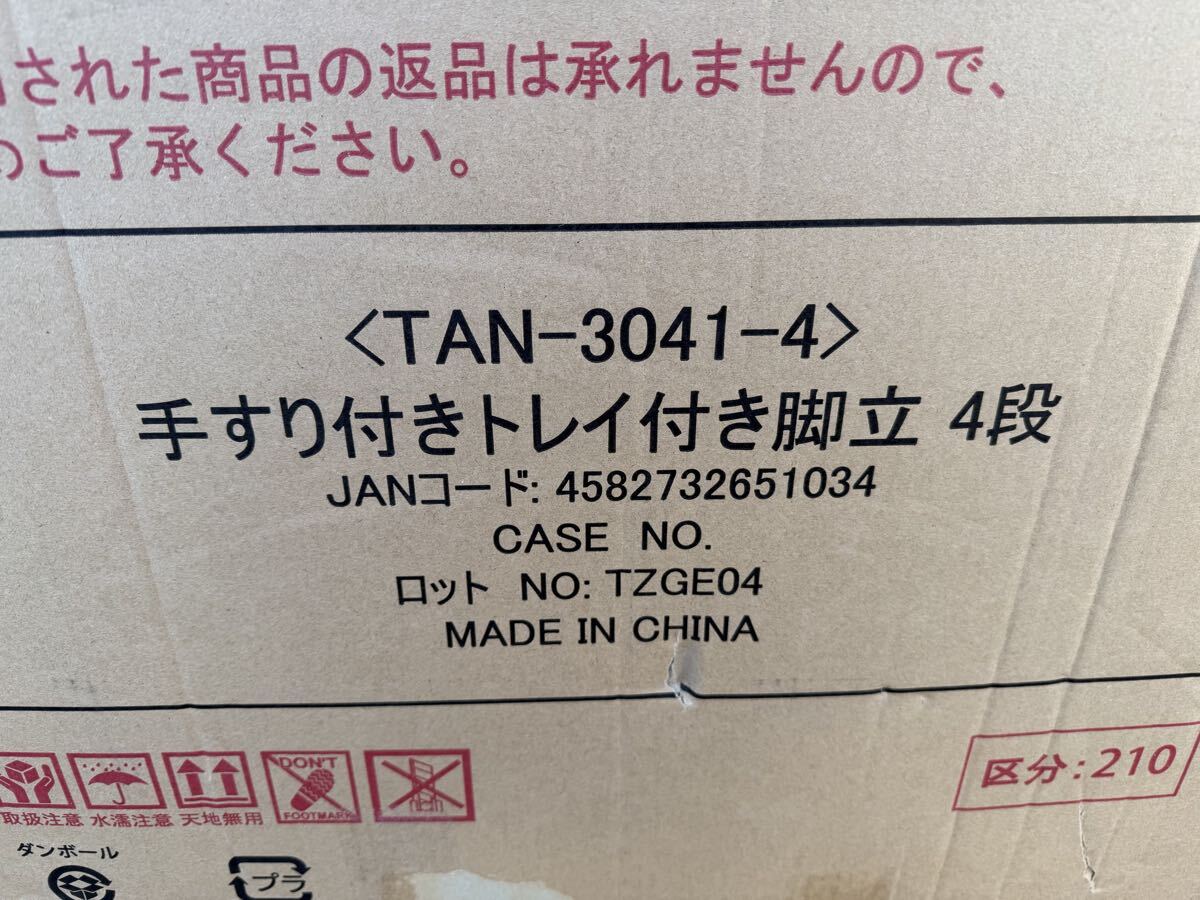 された商品の返品は承れませんので、
ご了承ください。
<TAN-3041-4>
手すり付きトレイ付き脚立 4段
JANコード: 4582732651034
CASE NO.
ロット NO: TZGE04
MADE IN CHINA
区分:210
DON'T
FOOTMARK
取扱注意 水濡注意 天地無用
ダンボール
プラ